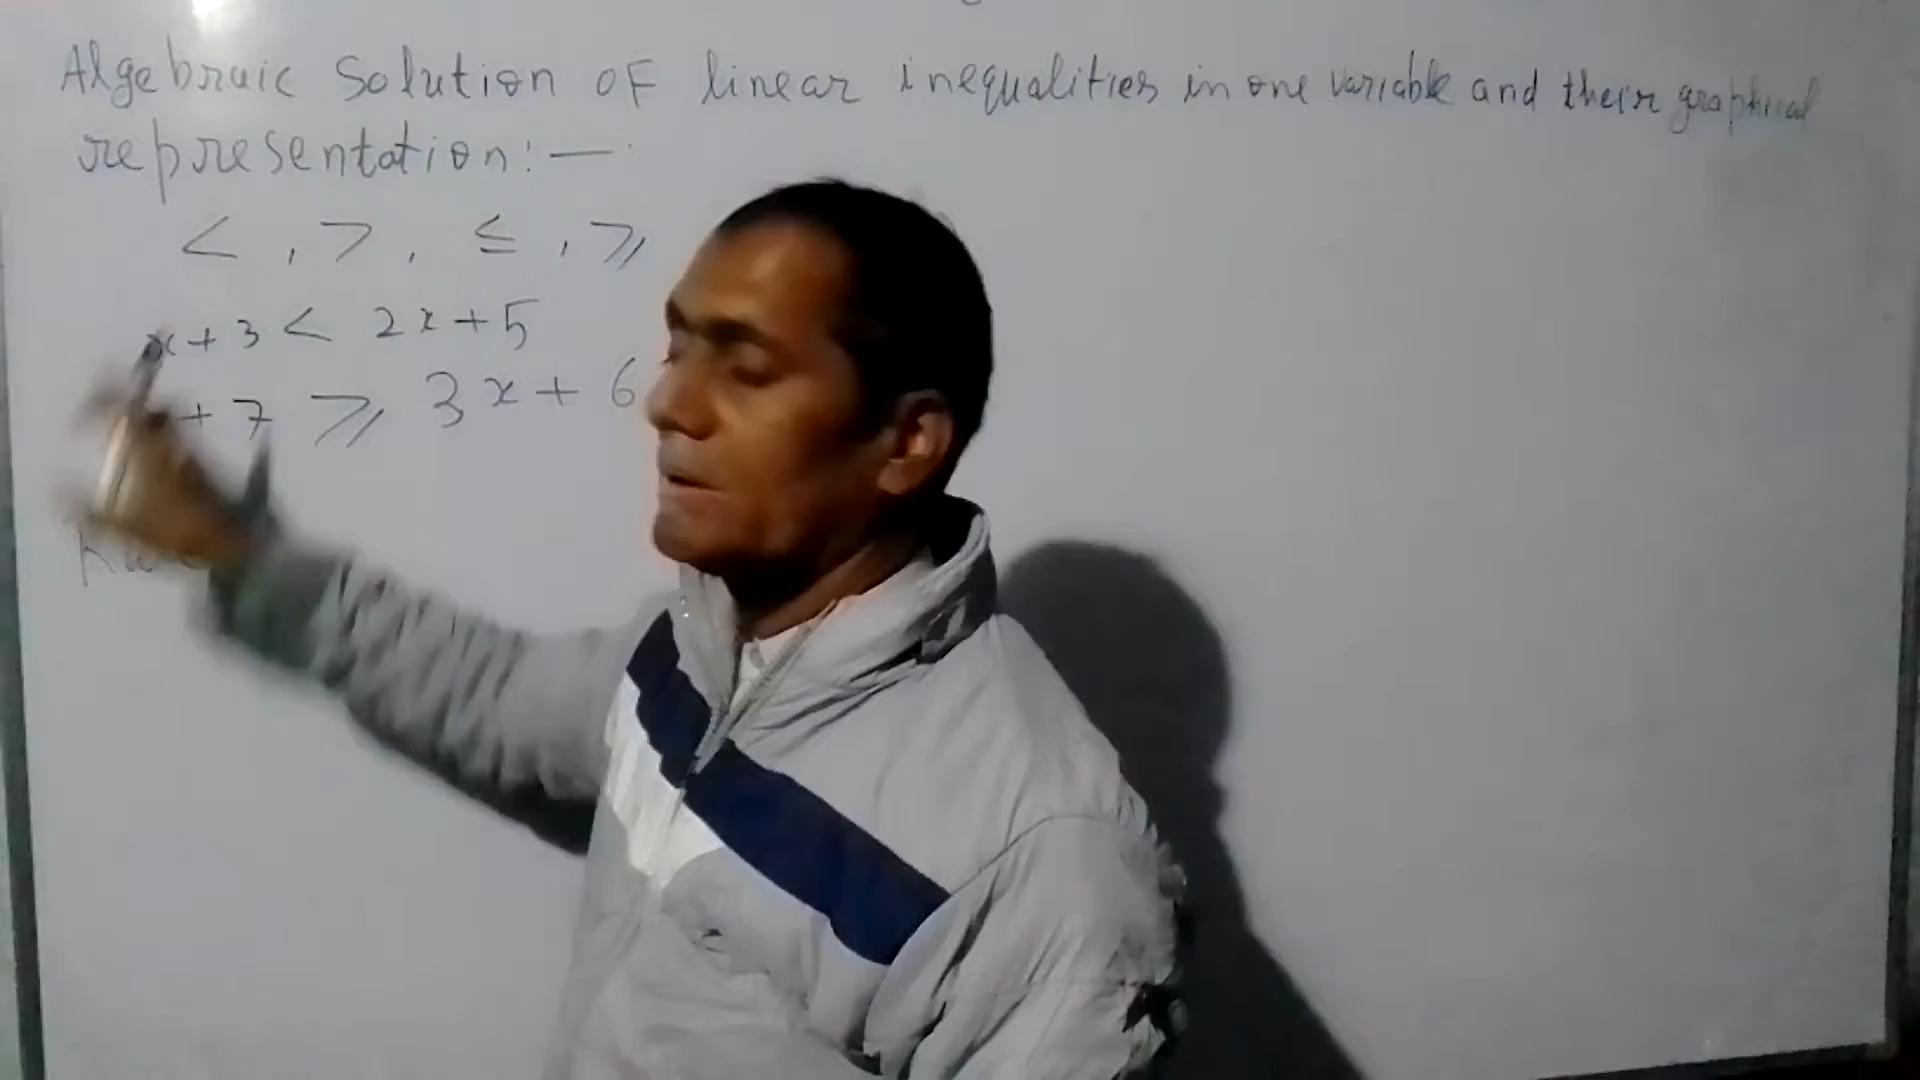 Algebraic Solution OF linear inequalities in one variable and their graphical
representation:—
< , > , ≤ , ⩾
x+3 < 2x+5
+ 7 ⩾ 3x+6